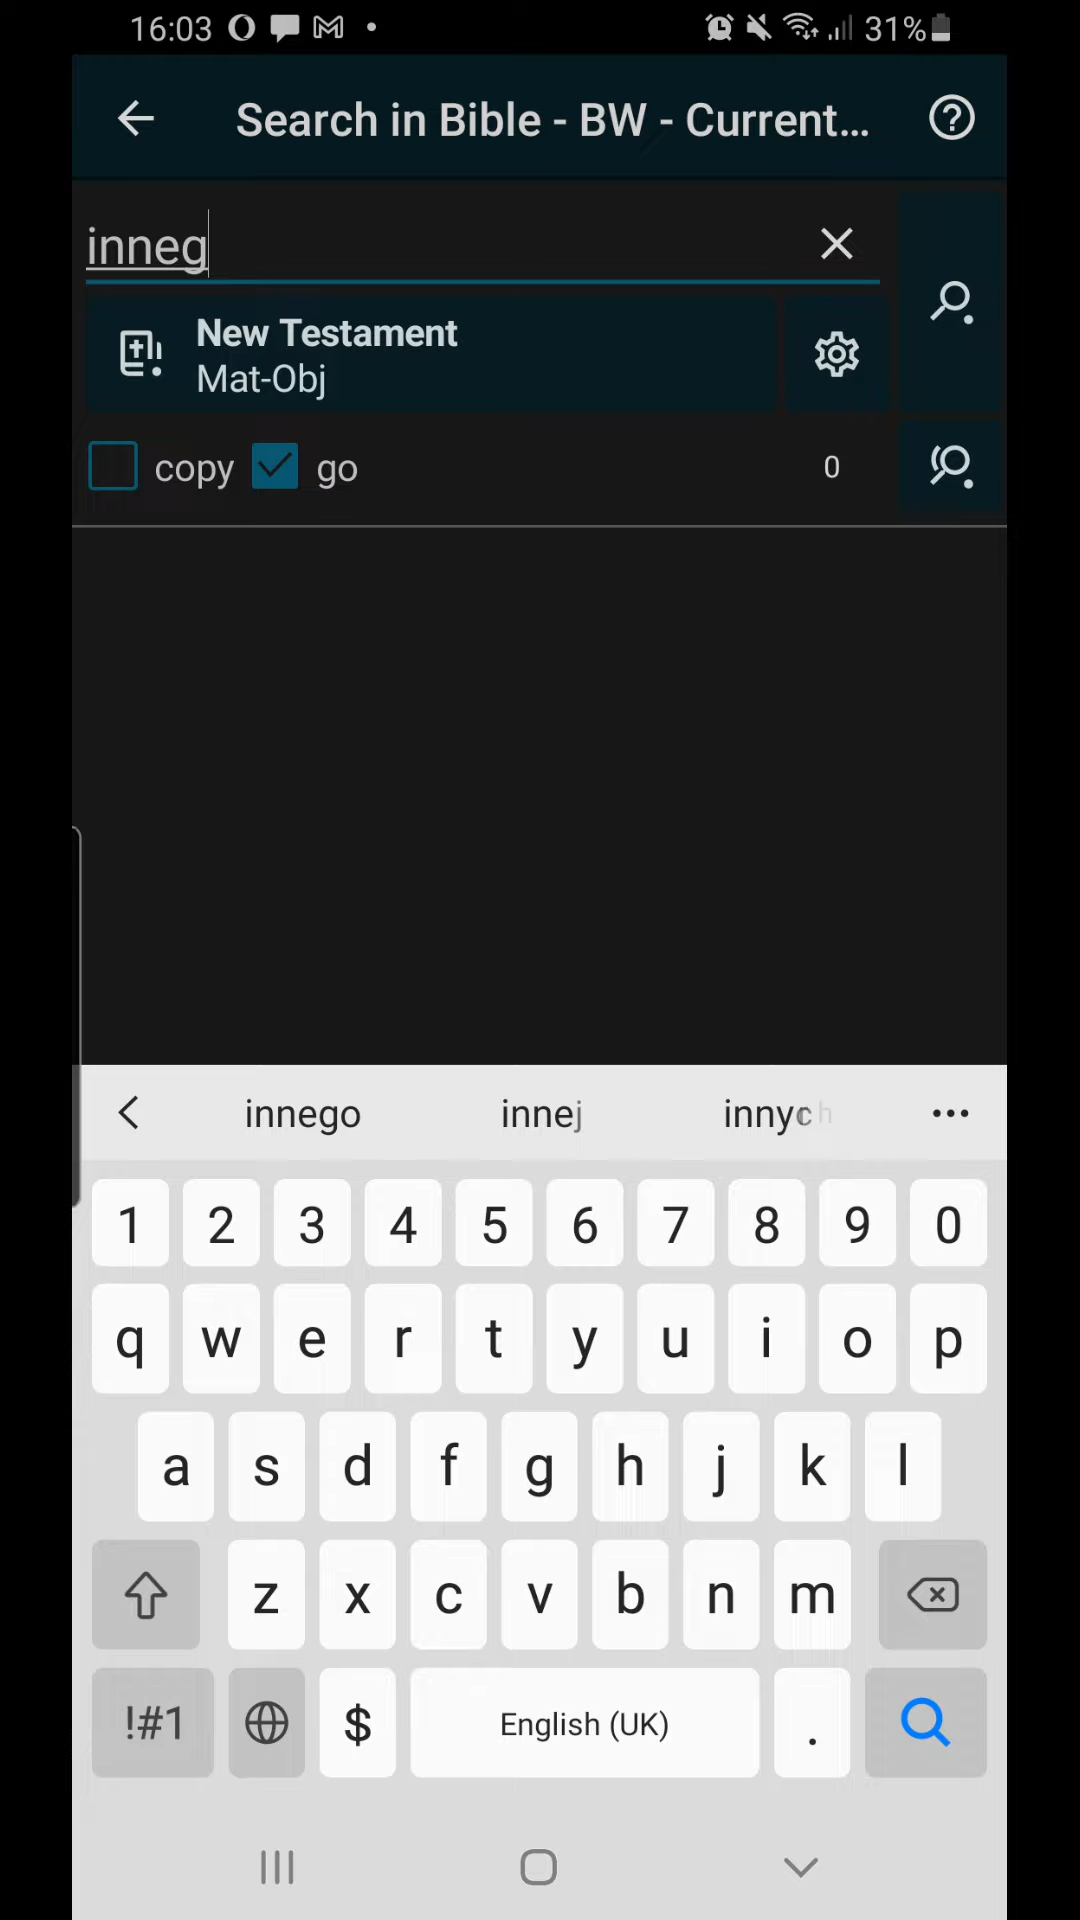 16:03
31%
Search in Bible - BW - Current...
inneg
New Testament
Mat-Obj
copy go 0
innego innej innych
1 2 3 4 5 6 7 8 9 0
q w e r t y u i o p
a s d f g h j k l
z x c v b n m
!#1 $ English (UK) .